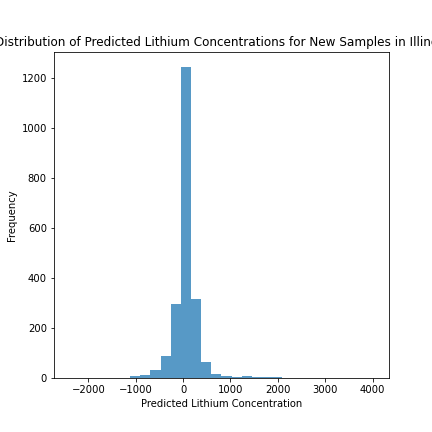 Distribution of Predicted Lithium Concentrations for New Samples in Illino
1200
1000
800
600
400
200
0
Frequency
−2000 −1000 0 1000 2000 3000 4000
Predicted Lithium Concentration